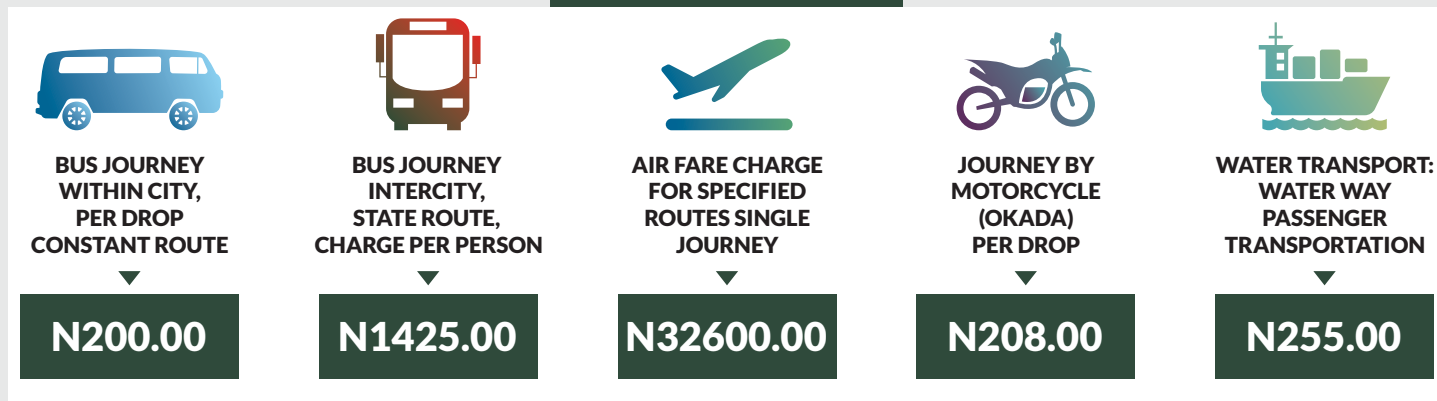 BUS JOURNEY
WITHIN CITY,
PER DROP
CONSTANT ROUTE
N200.00
BUS JOURNEY
INTERCITY,
STATE ROUTE,
CHARGE PER PERSON
N1425.00
AIR FARE CHARGE
FOR SPECIFIED
ROUTES SINGLE
JOURNEY
N32600.00
JOURNEY BY
MOTORCYCLE
(OKADA)
PER DROP
N208.00
WATER TRANSPORT:
WATER WAY
PASSENGER
TRANSPORTATION
N255.00